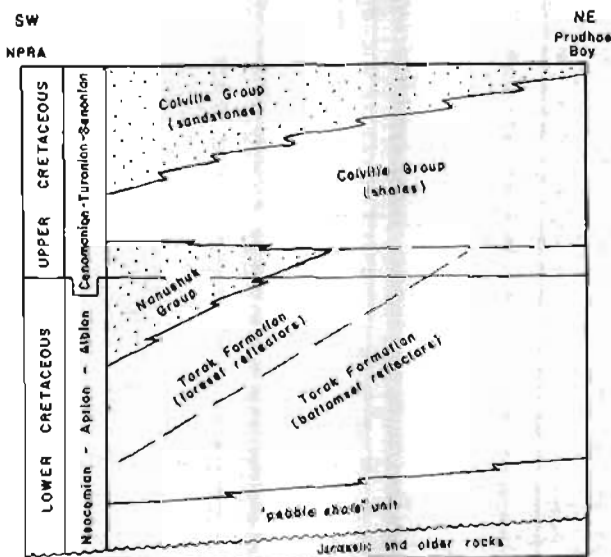 SW
NE
NPRA
Prudhoe
Bay
UPPER CRETACEOUS
Cenomanian-Turonian-Senonian
LOWER CRETACEOUS
Neocomian - Aptian - Albian
Colville Group
(sandstones)
Colville Group
(shales)
Nanushuk
Group
Torok Formation
(foreset reflectors)
Torok Formation
(bottomset reflectors)
"pebble shale" unit
Jurassic and older rocks